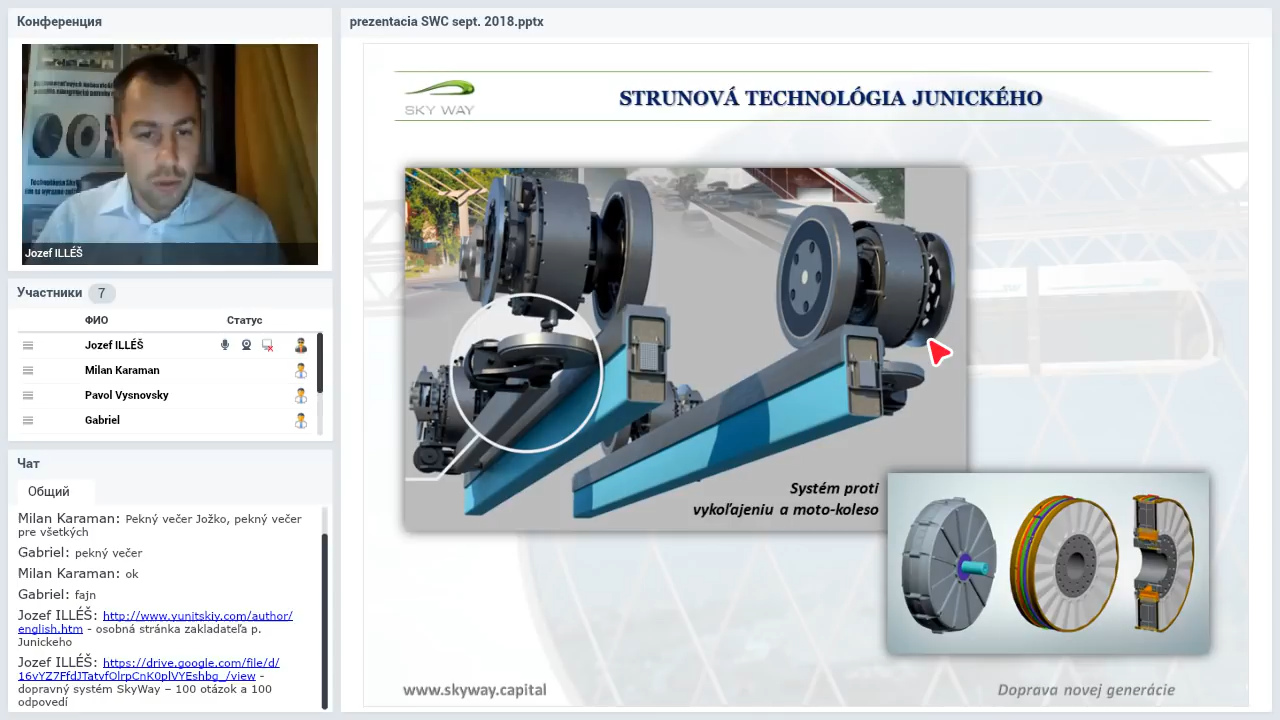 Конференция
Jozef ILLÉŠ
Участники 7
ФИО Статус
Jozef ILLÉŠ
Milan Karaman
Pavol Vysnovsky
Gabriel
Чат
Общий
Milan Karaman: Pekný večer Jožko, pekný večer
pre všetkých
Gabriel: pekný večer
Milan Karaman: ok
Gabriel: fajn
Jozef ILLÉŠ: http://www.yunitskiy.com/author/
english.htm - osobná stránka zakladateľa p.
Junickeho
Jozef ILLÉŠ: https://drive.google.com/file/d/
16vYZ7FfdJTatvfOlrpCnK0plVYEshbg_/view -
dopravný systém SkyWay – 100 otázok a 100
odpovedí
prezentacia SWC sept. 2018.pptx
SKY WAY
STRUNOVÁ TECHNOLÓGIA JUNICKÉHO
Systém proti
vykoľajeniu a moto-koleso
www.skyway.capital
Doprava novej generácie